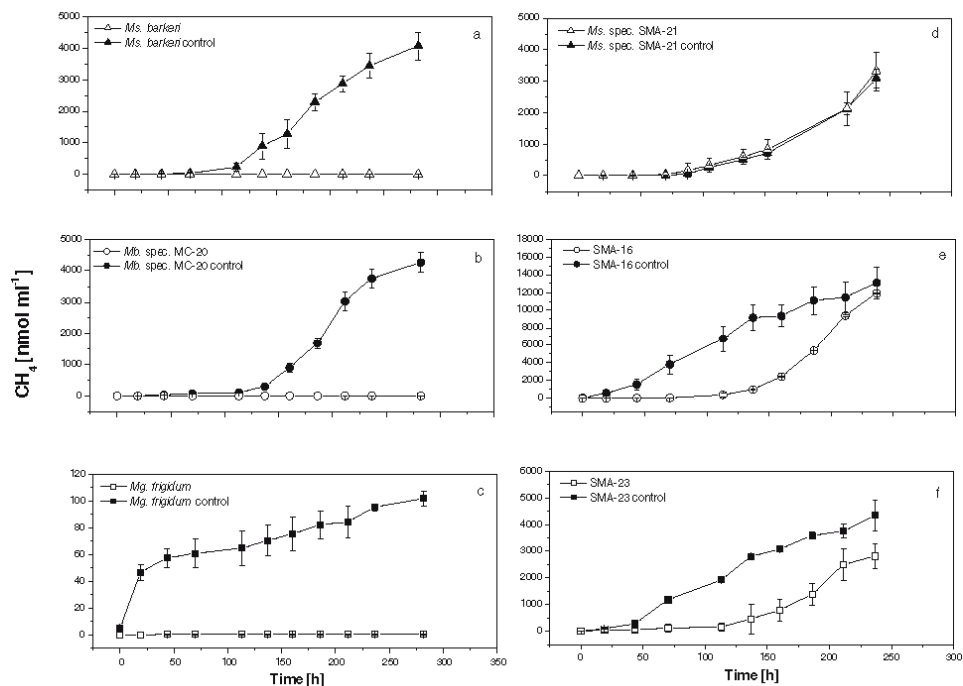 CH4 [nmol ml-1]
Ms. barkeri
Ms. barkeri control
a
5000
4000
3000
2000
1000
0
Ms. spec. SMA-21
Ms. spec. SMA-21 control
d
5000
4000
3000
2000
1000
0
Mb. spec. MC-20
Mb. spec. MC-20 control
b
5000
4000
3000
2000
1000
0
SMA-16
SMA-16 control
e
18000
16000
14000
12000
10000
8000
6000
4000
2000
0
Mg. frigidum
Mg. frigidum control
c
120
100
80
60
40
20
0
0 50 100 150 200 250 300 350
Time [h]
SMA-23
SMA-23 control
f
6000
5000
4000
3000
2000
1000
0
0 50 100 150 200 250 300
Time [h]